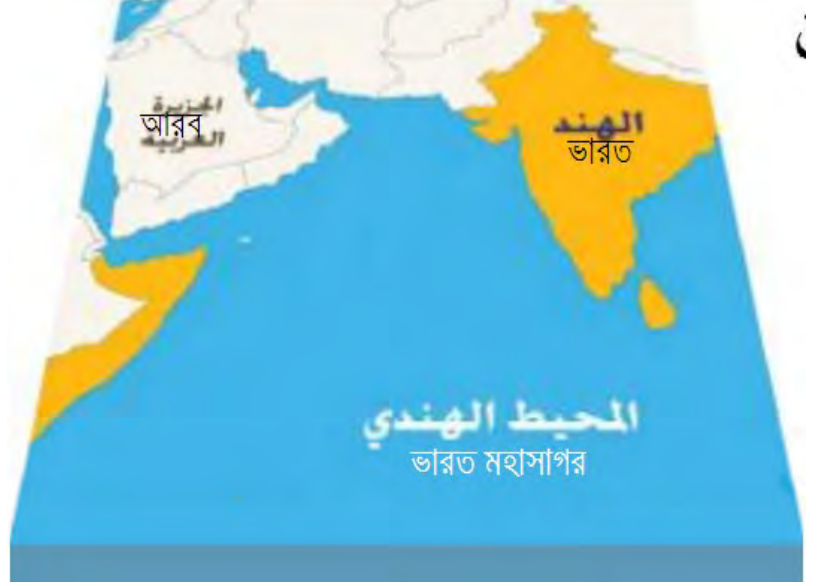 الجزيرة
আরব
العربية
الهند
ভারত
المحيط الهندي
ভারত মহাসাগর